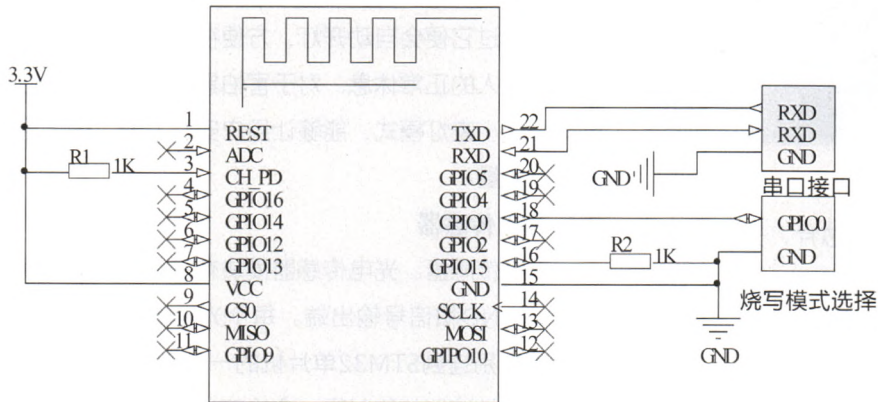 3.3V
R1 1K
1 REST
2 ADC
3 CH_PD
4 GPIO16
5 GPIO14
6 GPIO12
7 GPIO13
8 VCC
9 CS0
10 MISO
11 GPIO9
TXD 22
RXD 21
GPIO5 20
GPIO4 19
GPIO0 18
GPIO2 17
GPIO15 16
GND 15
SCLK 14
MOSI 13
GPIPO10 12
GND
R2 1K
GND
RXD
RXD
GND
串口接口
GPIO0
GND
烧写模式选择